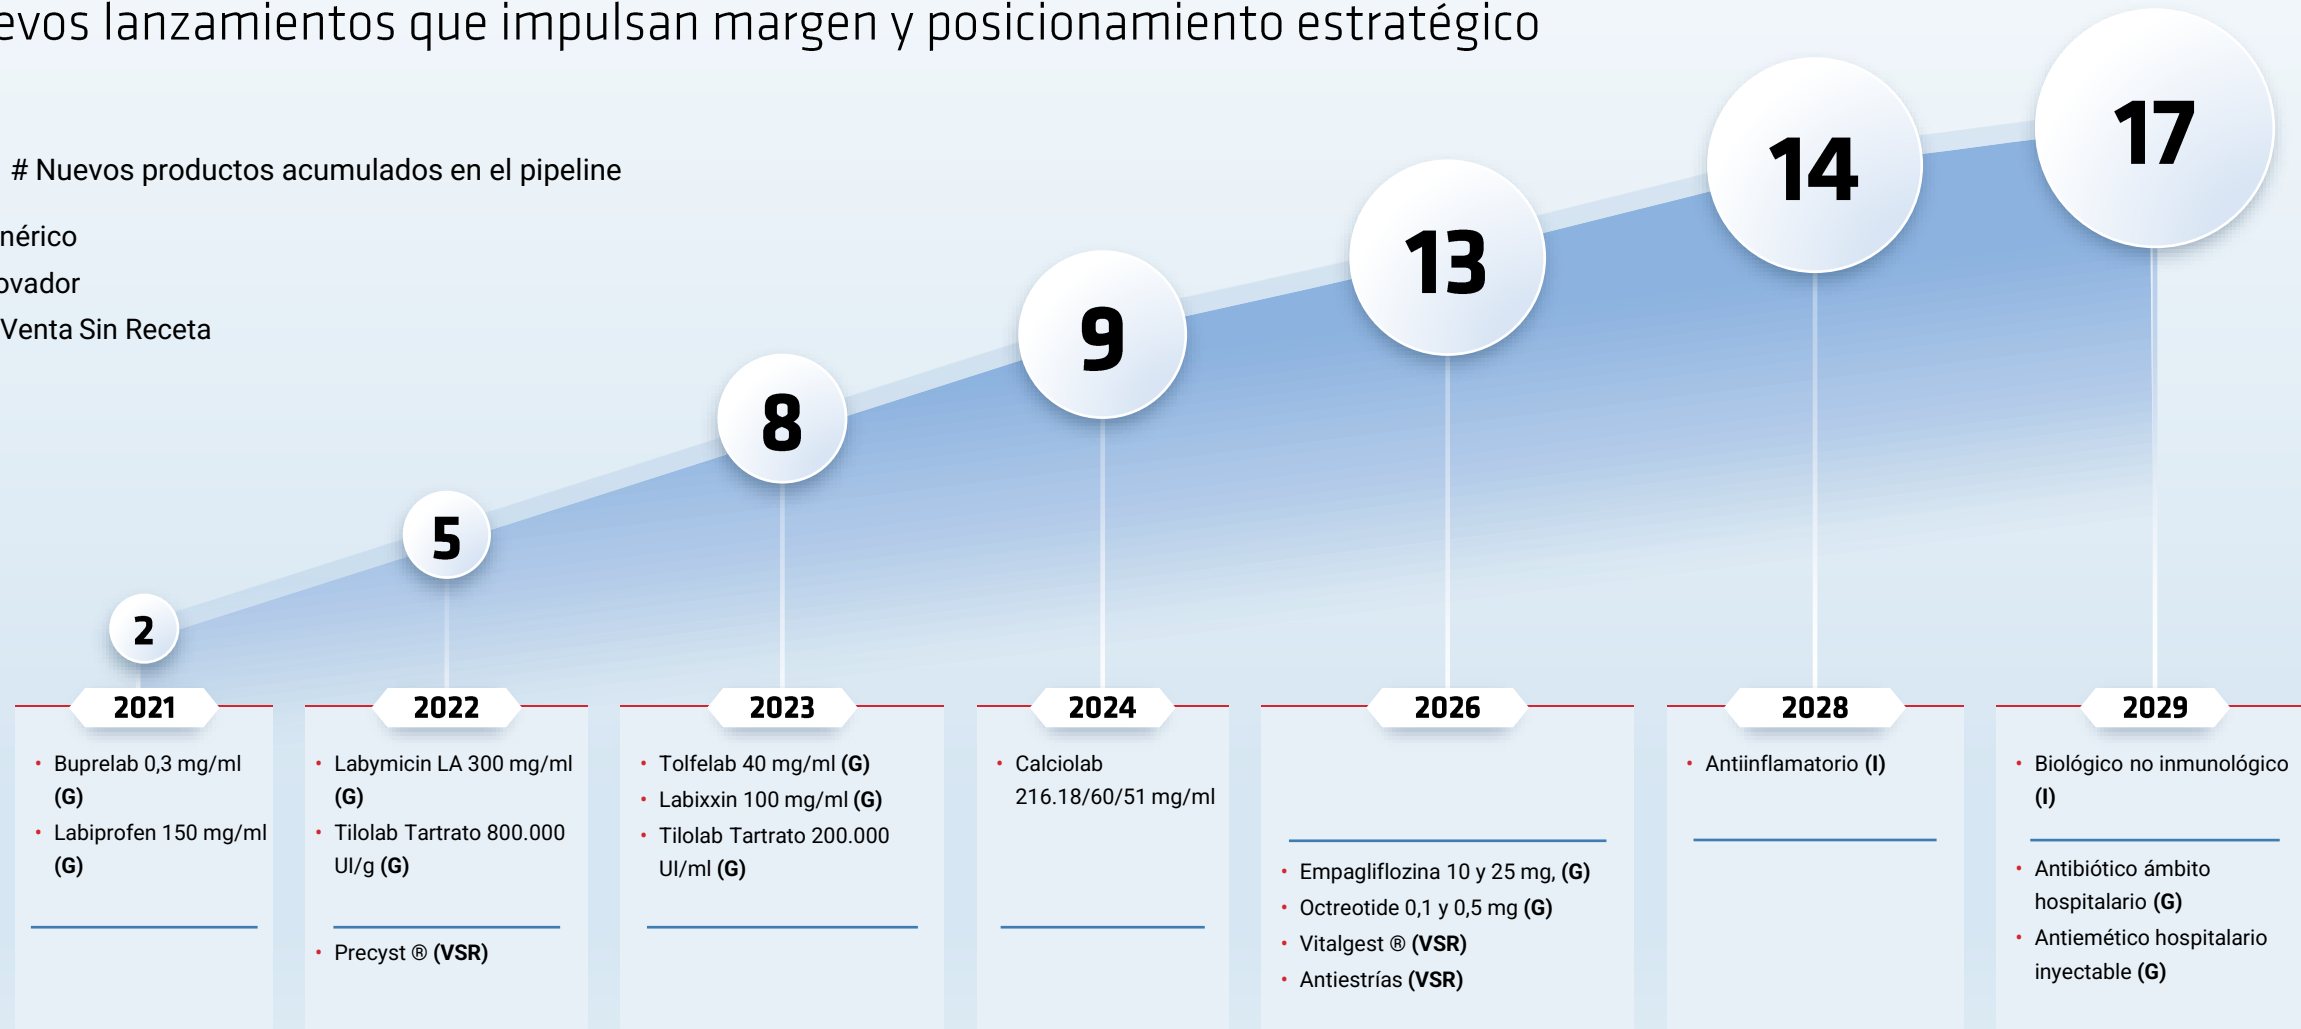 evos lanzamientos que impulsan margen y posicionamiento estratégico
# Nuevos productos acumulados en el pipeline
nérico
ovador
Venta Sin Receta
2
5
8
9
13
14
17
2021
• Buprelab 0,3 mg/ml
(G)
• Labiprofen 150 mg/ml
(G)
2022
• Labymicin LA 300 mg/ml
(G)
• Tilolab Tartrato 800.000
UI/g (G)
• Precyst ® (VSR)
2023
• Tolfelab 40 mg/ml (G)
• Labixxin 100 mg/ml (G)
• Tilolab Tartrato 200.000
UI/ml (G)
2024
• Calciolab
216.18/60/51 mg/ml
2026
• Empagliflozina 10 y 25 mg, (G)
• Octreotide 0,1 y 0,5 mg (G)
• Vitalgest ® (VSR)
• Antiestrías (VSR)
2028
• Antiinflamatorio (I)
2029
• Biológico no inmunológico
(I)
• Antibiótico ámbito
hospitalario (G)
• Antiemético hospitalario
inyectable (G)